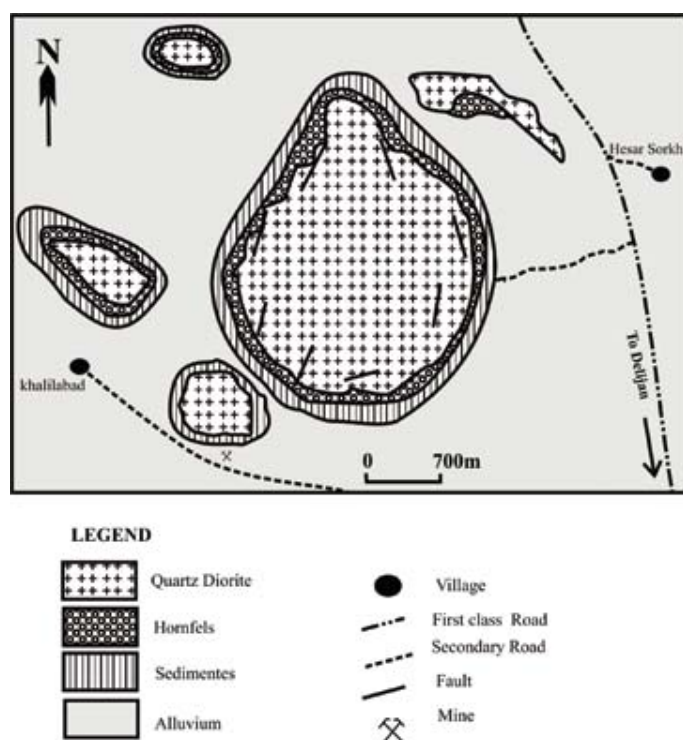 N
Hesar Sorkh
khalilabad
To Delijan
0 700m
LEGEND
Quartz Diorite
Hornfels
Sedimentes
Alluvium
Village
First class Road
Secondary Road
Fault
Mine